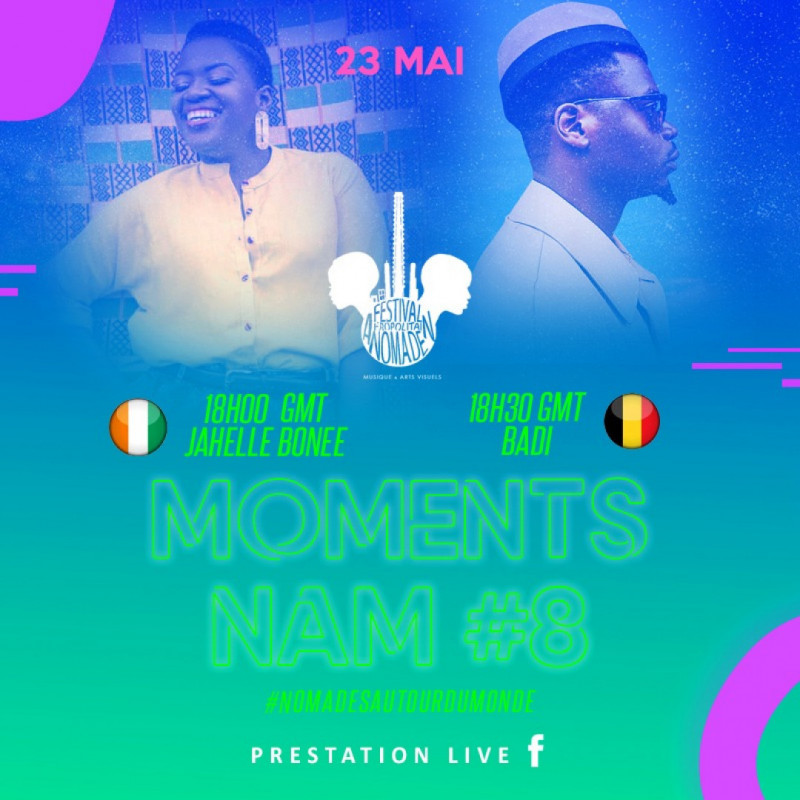 23 MAI
FESTIVAL
AFROPOLITAIN
NOMADE
MUSIQUE & ARTS VISUELS
18H00 GMT
JAHELLE BONEE
18H30 GMT
BADI
MOMENTS
NAM #8
#NOMADESAUTOURDUMONDE
PRESTATION LIVE f